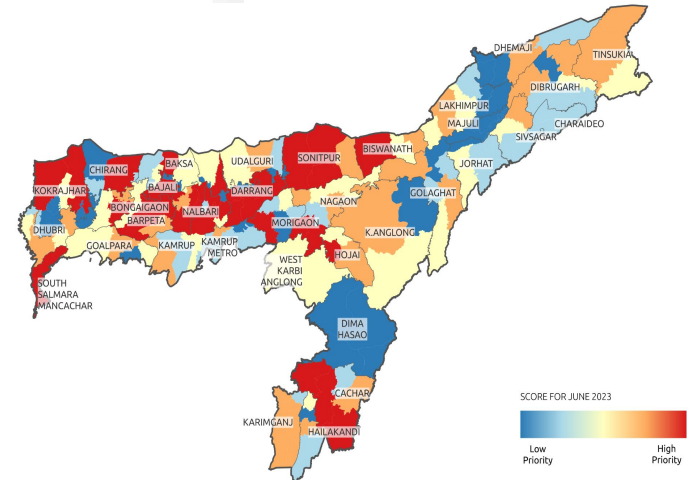 DHEMAJI
TINSUKIA
DIBRUGARH
LAKHIMPUR
MAJULI
CHARAIDEO
SIVSAGAR
BISWANATH
SONITPUR
UDALGURI
BAKSA
CHIRANG
JORHAT
KOKRAJHAR
BAJALI
DARRANG
GOLAGHAT
NAGAON
BONGAIGAON
NALBARI
BARPETA
MORIGAON
DHUBRI
K.ANGLONG
GOALPARA
KAMRUP
KAMRUP
METRO
HOJAI
WEST
KARBI
ANGLONG
SOUTH
SALMARA
MANCACHAR
DIMA
HASAO
CACHAR
KARIMGANJ
HAILAKANDI
SCORE FOR JUNE 2023
Low
Priority
High
Priority